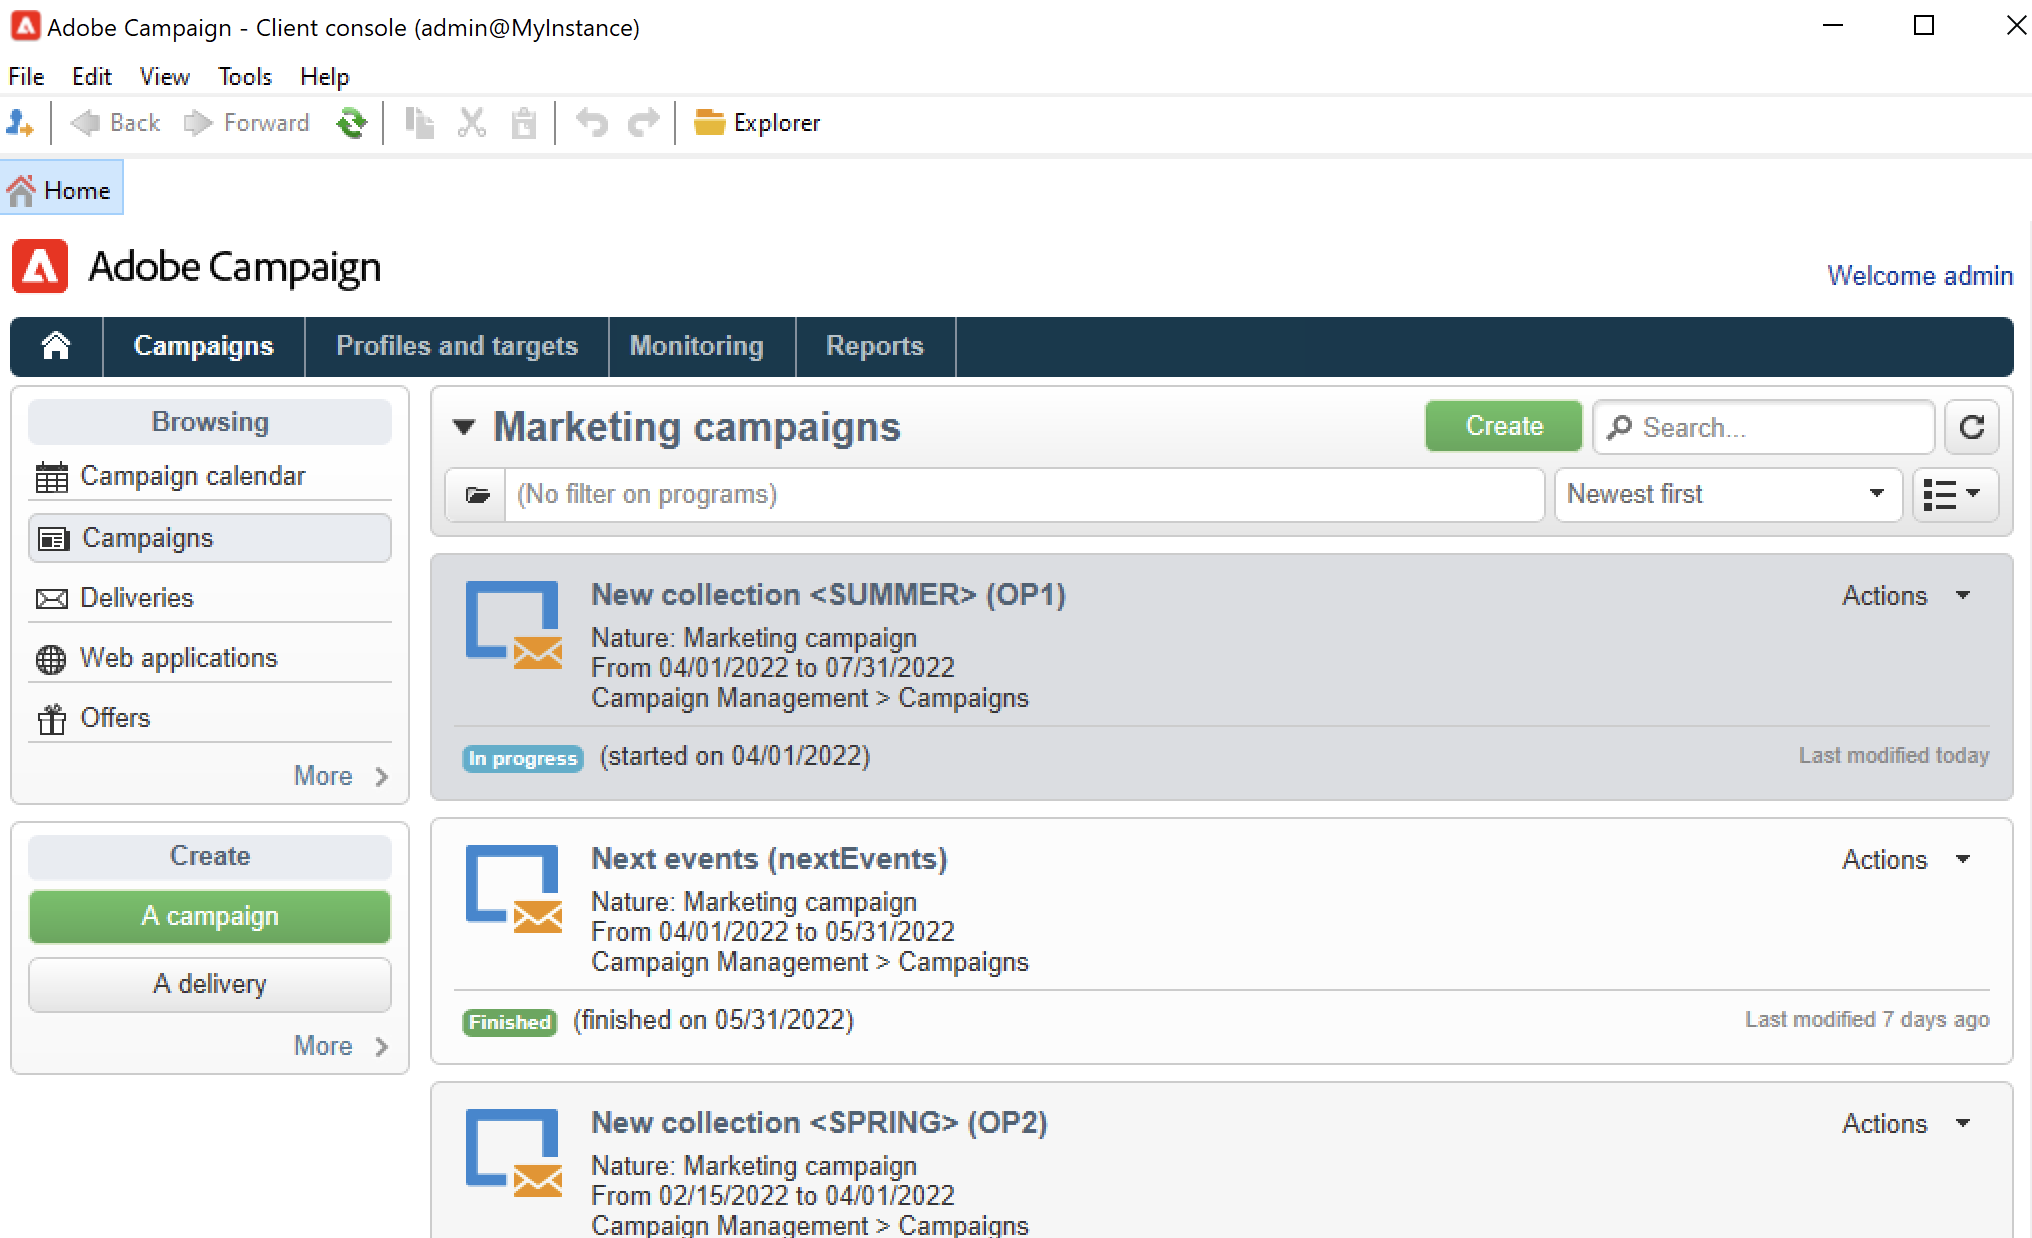 Adobe Campaign - Client console (admin@MyInstance)
File Edit View Tools Help
Back Forward Explorer
Home
Adobe Campaign
Welcome admin
Campaigns Profiles and targets Monitoring Reports
Browsing
Campaign calendar
Campaigns
Deliveries
Web applications
Offers
More
Create
A campaign
A delivery
More
Marketing campaigns
Create Search...
(No filter on programs) Newest first
New collection <SUMMER> (OP1) Actions
Nature: Marketing campaign
From 04/01/2022 to 07/31/2022
Campaign Management > Campaigns
In progress (started on 04/01/2022) Last modified today
Next events (nextEvents) Actions
Nature: Marketing campaign
From 04/01/2022 to 05/31/2022
Campaign Management > Campaigns
Finished (finished on 05/31/2022) Last modified 7 days ago
New collection <SPRING> (OP2) Actions
Nature: Marketing campaign
From 02/15/2022 to 04/01/2022
Campaign Management > Campaigns